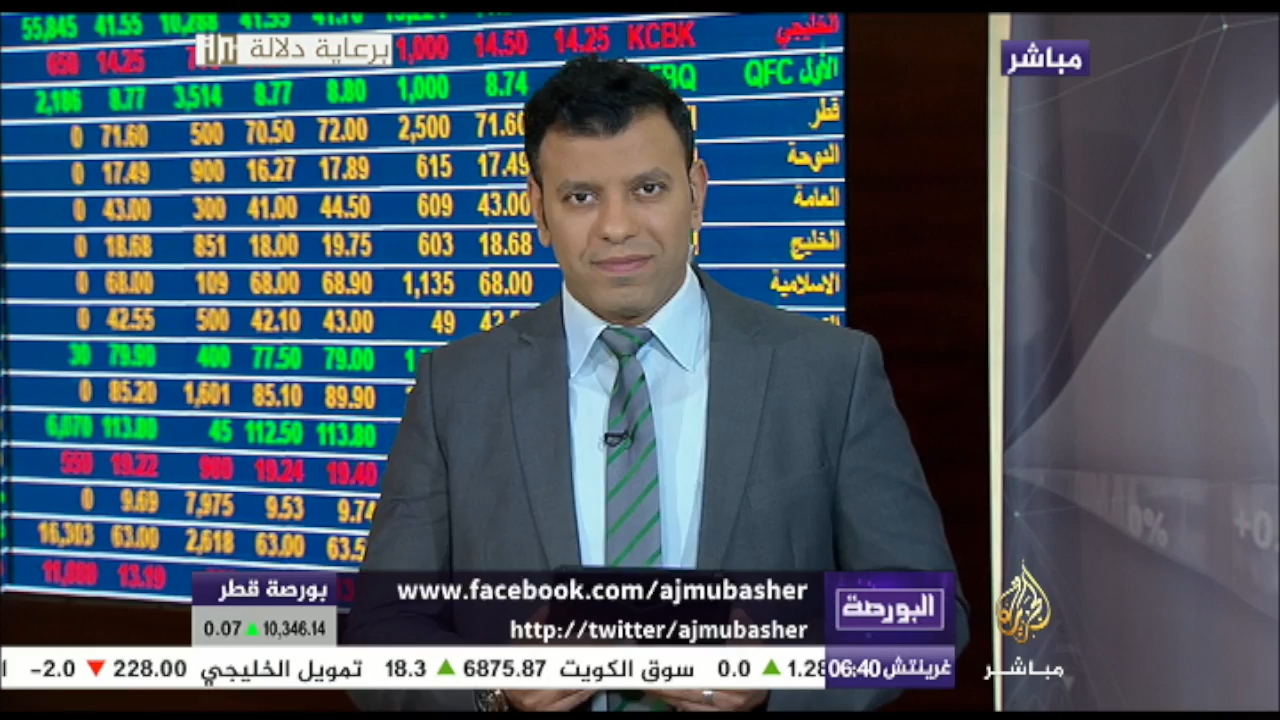 55,845 41.55 10,288 41.55 41.70
650 14.25 1,000 14.50 14.25 KCBK الخليجي
2,186 8.77 3,514 8.77 8.80 1,000 8.74 QFC الأول
0 71.60 500 70.50 72.00 2,500 71.60 قطر
0 17.49 900 16.27 17.89 615 17.49 الدوحة
0 43.00 300 41.00 44.50 609 43.00 العامة
0 18.68 851 18.00 19.75 603 18.68 الخليج
0 68.00 109 68.00 68.90 1,135 68.00 الاسلامية
0 42.55 500 42.10 43.00 49
30 79.90 400 77.50 79.00
0 85.20 1,601 85.10 89.90
6,070 113.80 45 112.50 113.80
550 19.22 900 19.24 19.40
0 9.69 7,975 9.53 9.74
16,303 63.00 2,618 63.00 63.5
11,080 13.19
برعاية دلالة
مباشر
بورصة قطر
0.07 ▲ 10,346.14
www.facebook.com/ajmubasher
http://twitter/ajmubasher
البورصة
الجزيرة
مباشر
غرينتش 06:40
1.28 ▲ 0.0 سوق الكويت 6875.87 ▲ 18.3 تمويل الخليجي 228.00 ▼ -2.0